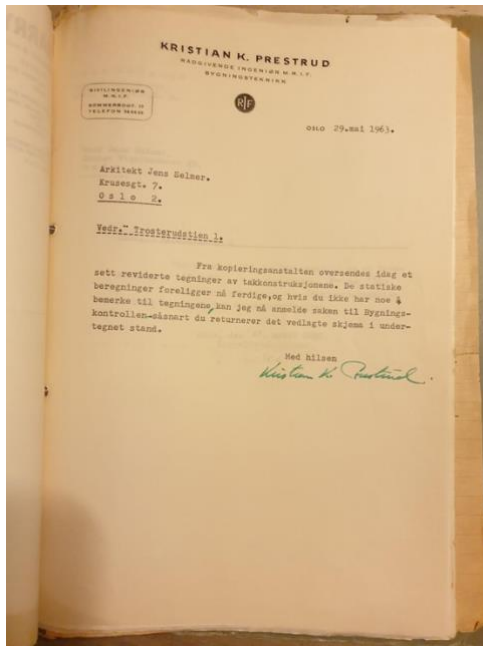 KRISTIAN K. PRESTRUD
RÅDGIVENDE INGENIØR M.R.I.F.
BYGNINGSTEKNIKK
RIF
SIVILINGENIØR
M.N.I.F.
TELEFON
OSLO 29.mai 1963.
Arkitekt Jens Selmer.
Krusesgt. 7.
Oslo 2.
Vedr. Trosterudstien 1.
Fra kopieringsanstalten oversendes idag et
sett reviderte tegninger av takkonstruksjonene. De statiske
beregninger foreligger nå ferdige, og hvis du ikke har noe å
bemerke til tegningene, kan jeg nå anmelde saken til Bygnings-
kontrollen såsnart du returnerer det vedlagte skjema i under-
tegnet stand.
Med hilsen
Kristian K. Prestrud.